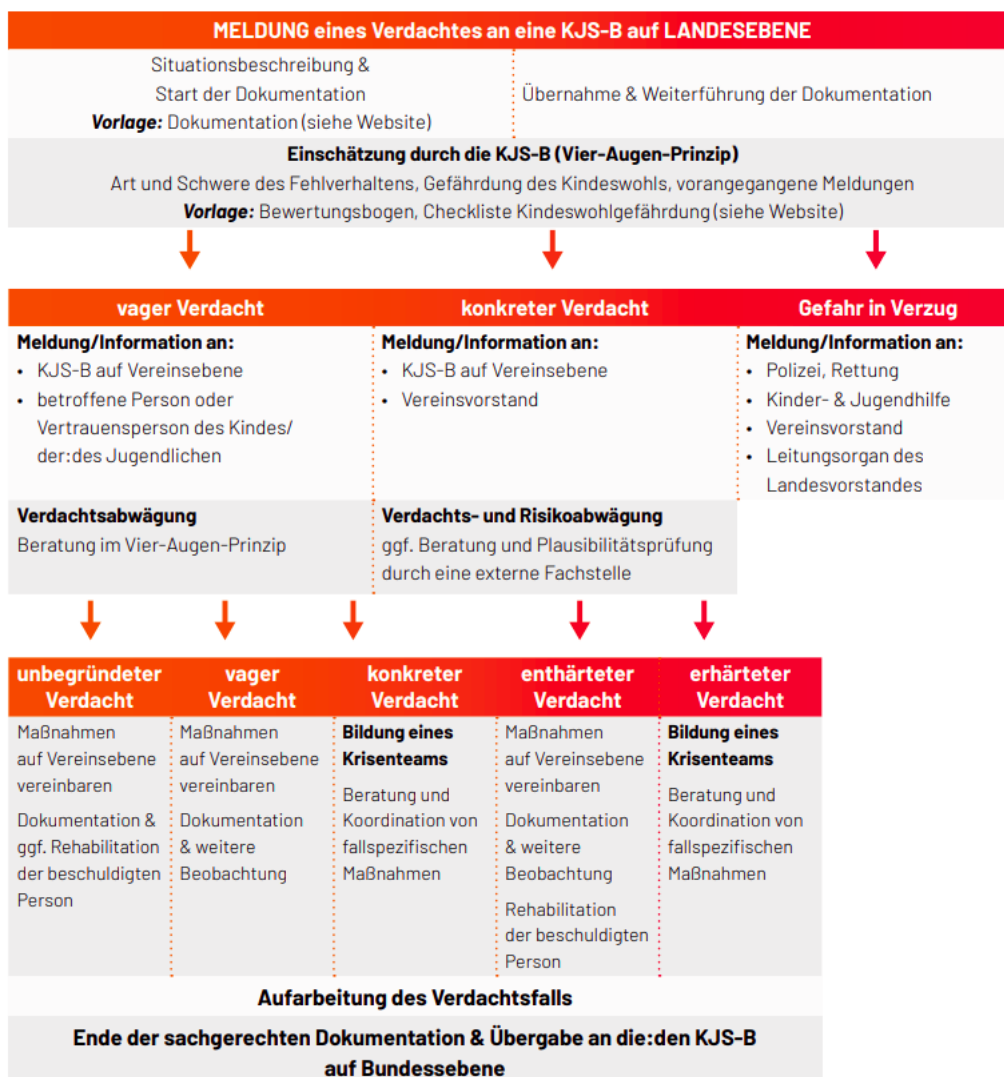 MELDUNG eines Verdachtes an eine KJS-B auf LANDESEBENE
Situationsbeschreibung &
Start der Dokumentation
Vorlage: Dokumentation (siehe Website)
Übernahme & Weiterführung der Dokumentation
Einschätzung durch die KJS-B (Vier-Augen-Prinzip)
Art und Schwere des Fehlverhaltens, Gefährdung des Kindeswohls, vorangegangene Meldungen
Vorlage: Bewertungsbogen, Checkliste Kindeswohlgefährdung (siehe Website)
vager Verdacht
Meldung/Information an:
• KJS-B auf Vereinsebene
• betroffene Person oder
Vertrauensperson des Kindes/
der:des Jugendlichen
Verdachtsabwägung
Beratung im Vier-Augen-Prinzip
konkreter Verdacht
Meldung/Information an:
• KJS-B auf Vereinsebene
• Vereinsvorstand
Verdachts- und Risikoabwägung
ggf. Beratung und Plausibilitätsprüfung
durch eine externe Fachstelle
Gefahr in Verzug
Meldung/Information an:
• Polizei, Rettung
• Kinder- & Jugendhilfe
• Vereinsvorstand
• Leitungsorgan des
Landesvorstandes
unbegründeter
Verdacht
Maßnahmen
auf Vereinsebene
vereinbaren
Dokumentation &
ggf. Rehabilitation
der beschuldigten
Person
vager
Verdacht
Maßnahmen
auf Vereinsebene
vereinbaren
Dokumentation
& weitere
Beobachtung
konkreter
Verdacht
Bildung eines
Krisenteams
Beratung und
Koordination von
fallspezifischen
Maßnahmen
enthärteter
Verdacht
Maßnahmen
auf Vereinsebene
vereinbaren
Dokumentation
& weitere
Beobachtung
Rehabilitation
der beschuldigten
Person
erhärteter
Verdacht
Bildung eines
Krisenteams
Beratung und
Koordination von
fallspezifischen
Maßnahmen
Aufarbeitung des Verdachtsfalls
Ende der sachgerechten Dokumentation & Übergabe an die:den KJS-B
auf Bundessebene